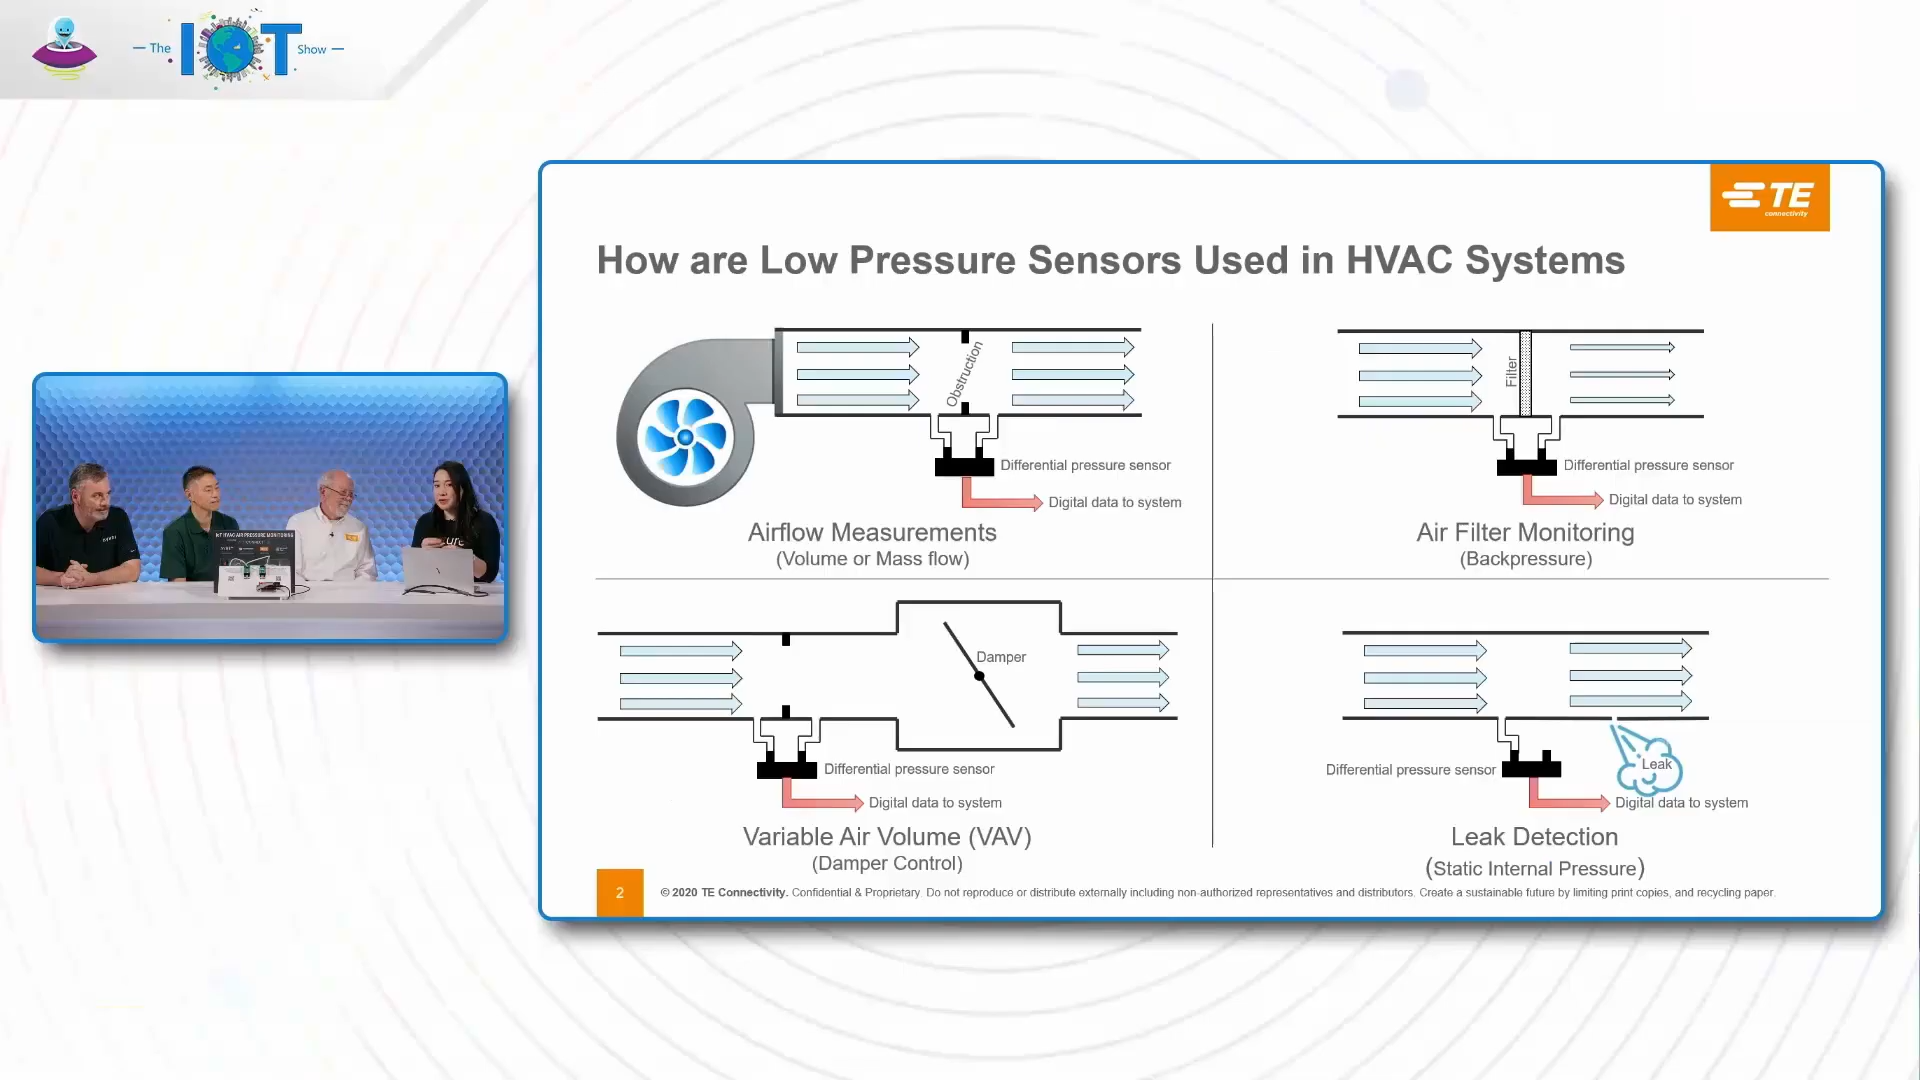 The IOT Show
TE
connectivity
How are Low Pressure Sensors Used in HVAC Systems
Obstruction
Differential pressure sensor
Digital data to system
Airflow Measurements
(Volume or Mass flow)
Filter
Differential pressure sensor
Digital data to system
Air Filter Monitoring
(Backpressure)
Damper
Differential pressure sensor
Digital data to system
Variable Air Volume (VAV)
(Damper Control)
Leak
Differential pressure sensor
Digital data to system
Leak Detection
(Static Internal Pressure)
2
© 2020 TE Connectivity. Confidential & Proprietary. Do not reproduce or distribute externally including non-authorized representatives and distributors. Create a sustainable future by limiting print copies, and recycling paper.
IoT HVAC AIR PRESSURE MONITORING